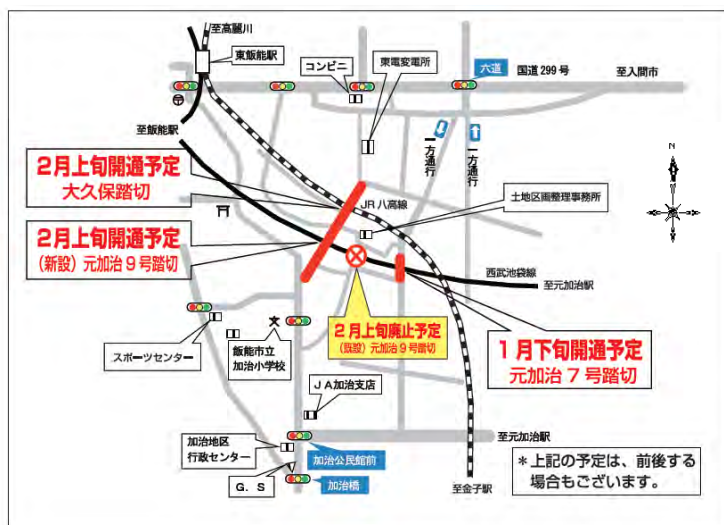 至高麗川
東飯能駅
コンビニ
東電変電所
六道
国道 299 号
至入間市
至飯能駅
一方通行
一方通行
N
2月上旬開通予定
大久保踏切
JR 八高線
土地区画整理事務所
2月上旬開通予定
(新設) 元加治 9 号踏切
西武池袋線
至元加治駅
2月上旬廃止予定
(既設) 元加治 9号踏切
1月下旬開通予定
元加治 7 号踏切
スポーツセンター
飯能市立
加治小学校
JA加治支店
加治地区
行政センター
加治公民館前
至元加治駅
G.S
加治橋
至金子駅
*上記の予定は、前後する
場合もございます。